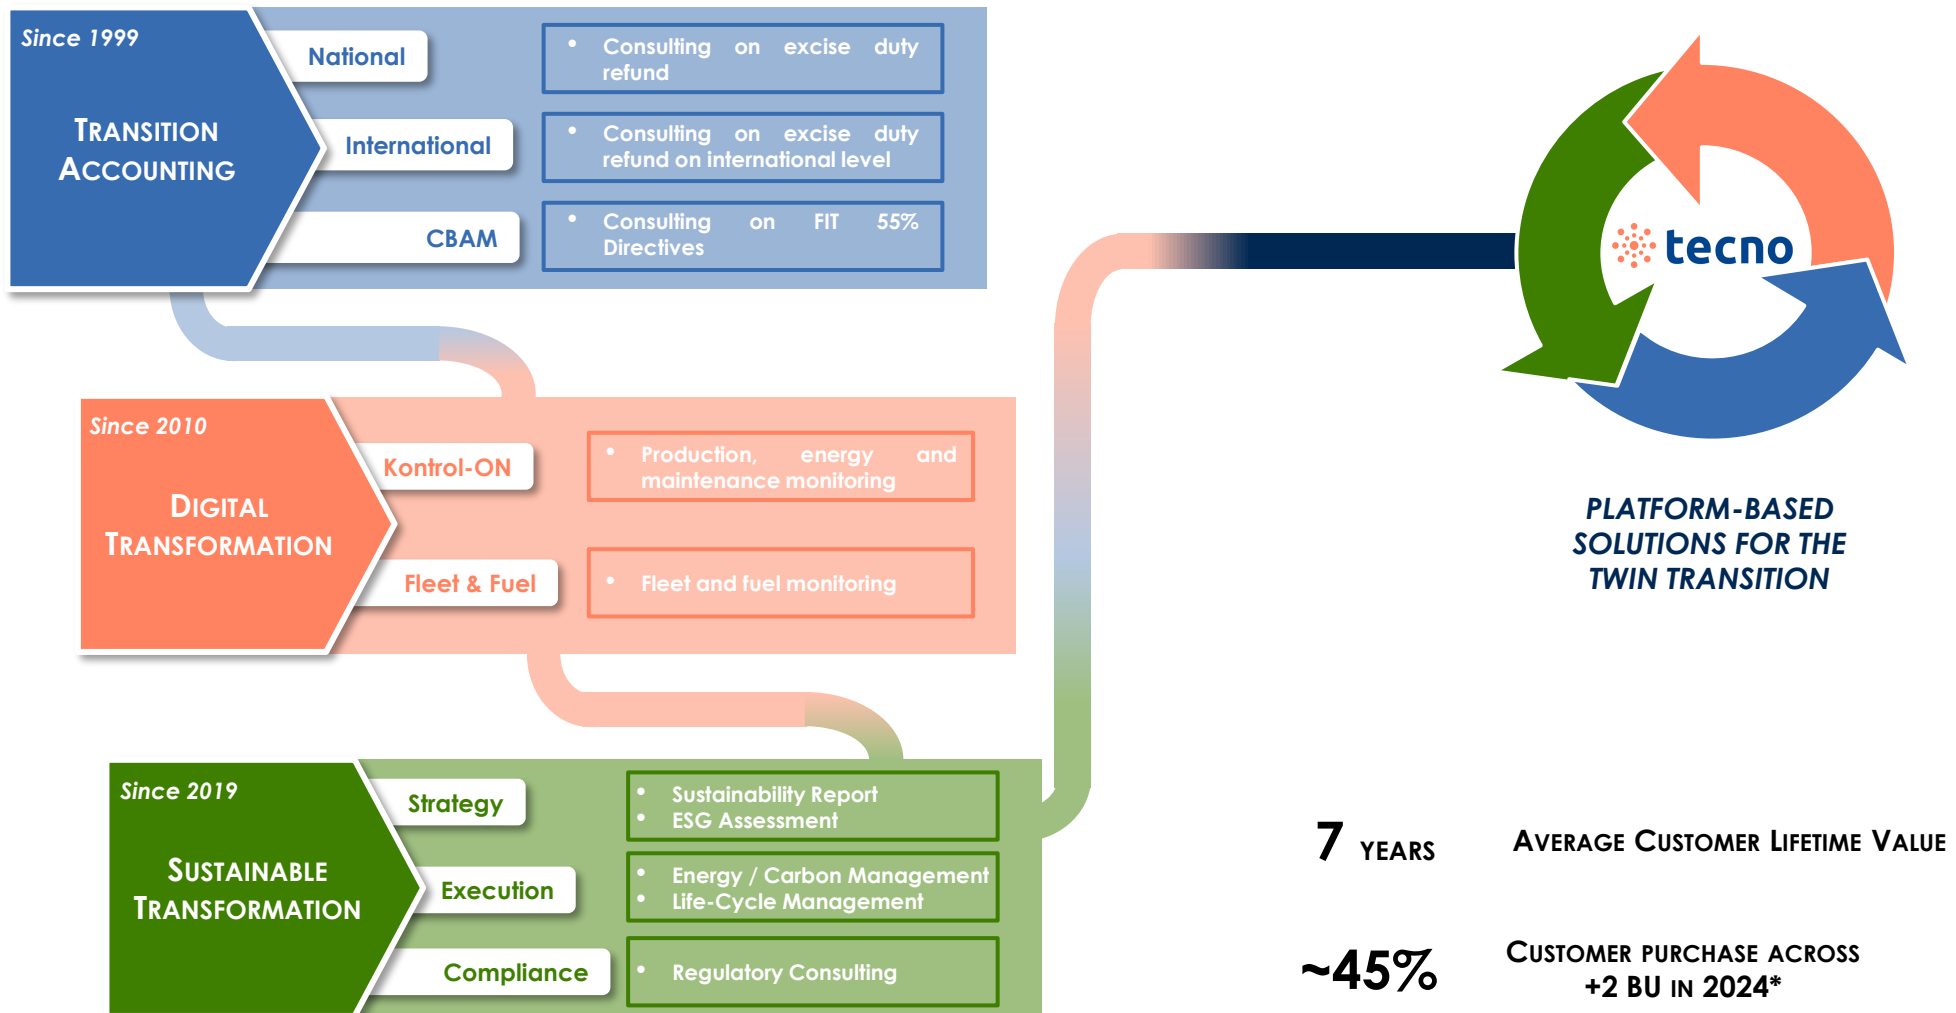 Since 1999
TRANSITION
ACCOUNTING
National
• Consulting on excise duty
refund
International
• Consulting on excise duty
refund on international level
CBAM
• Consulting on FIT 55%
Directives
Since 2010
DIGITAL
TRANSFORMATION
Kontrol-ON
• Production, energy and
maintenance monitoring
Fleet & Fuel
• Fleet and fuel monitoring
Since 2019
SUSTAINABLE
TRANSFORMATION
Strategy
• Sustainability Report
• ESG Assessment
Execution
• Energy / Carbon Management
• Life-Cycle Management
Compliance
• Regulatory Consulting
tecno
PLATFORM-BASED
SOLUTIONS FOR THE
TWIN TRANSITION
7 YEARS
AVERAGE CUSTOMER LIFETIME VALUE
~45%
CUSTOMER PURCHASE ACROSS
+2 BU IN 2024*